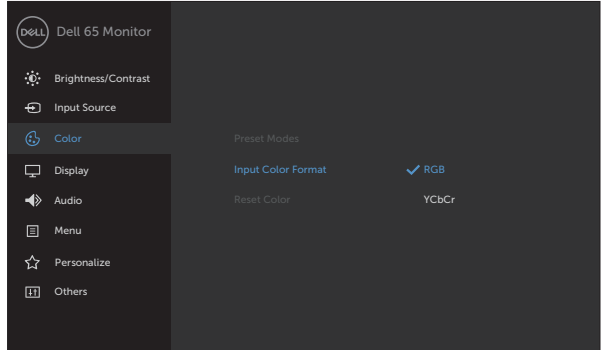 DELL Dell 65 Monitor
Brightness/Contrast
Input Source
Color
Preset Modes
Display
Input Color Format ✓ RGB
Audio
Reset Color YCbCr
Menu
Personalize
Others